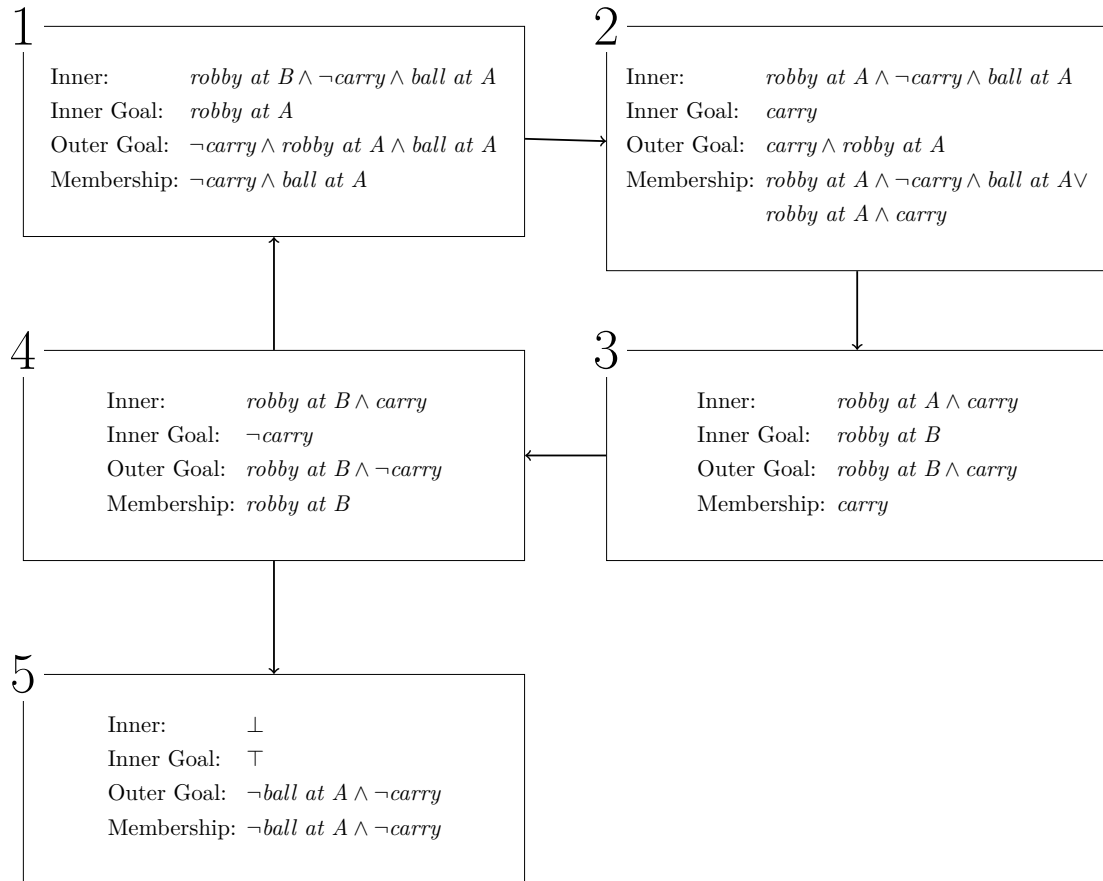 1
Inner: robby at B ∧ ¬carry ∧ ball at A
Inner Goal: robby at A
Outer Goal: ¬carry ∧ robby at A ∧ ball at A
Membership: ¬carry ∧ ball at A
2
Inner: robby at A ∧ ¬carry ∧ ball at A
Inner Goal: carry
Outer Goal: carry ∧ robby at A
Membership: robby at A ∧ ¬carry ∧ ball at A∨
robby at A ∧ carry
4
Inner: robby at B ∧ carry
Inner Goal: ¬carry
Outer Goal: robby at B ∧ ¬carry
Membership: robby at B
3
Inner: robby at A ∧ carry
Inner Goal: robby at B
Outer Goal: robby at B ∧ carry
Membership: carry
5
Inner: ⊥
Inner Goal: ⊤
Outer Goal: ¬ball at A ∧ ¬carry
Membership: ¬ball at A ∧ ¬carry